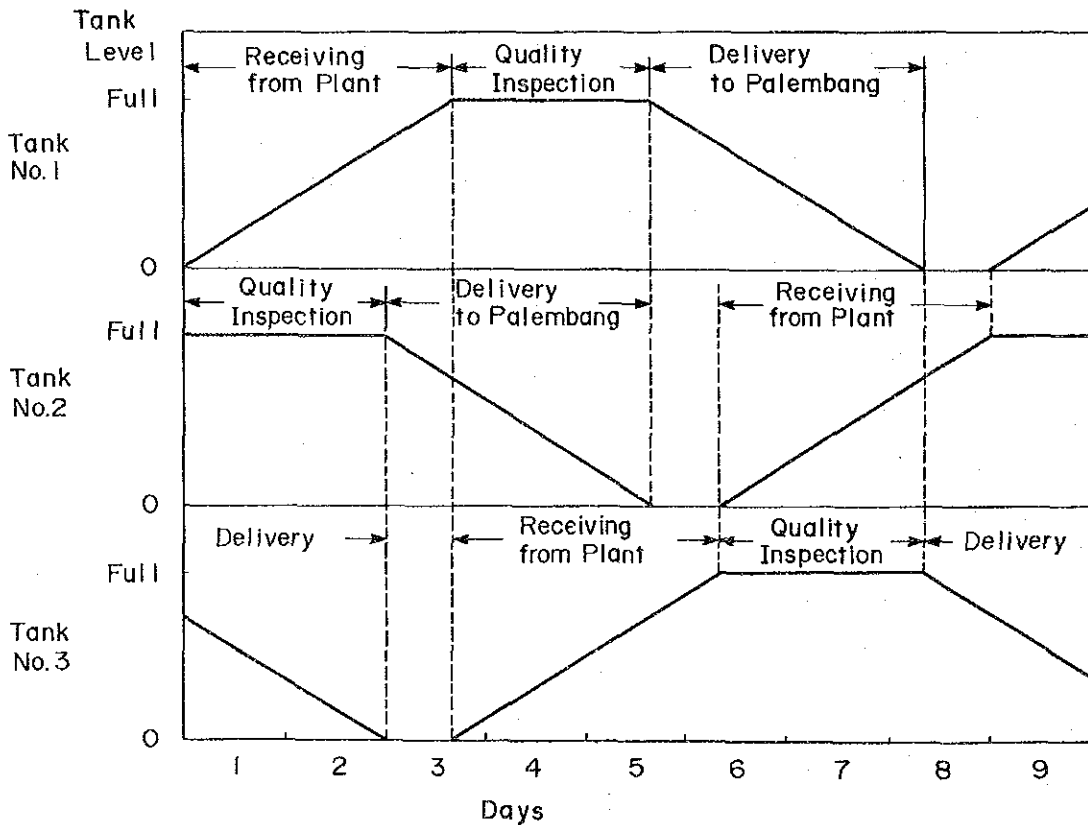 Tank
Level
Receiving
from Plant
Quality
Inspection
Delivery
to Palembang
Full
Tank
No.1
0
Quality
Inspection
Delivery
to Palembang
Receiving
from Plant
Full
Tank
No.2
0
Delivery
Receiving
from Plant
Quality
Inspection
Delivery
Full
Tank
No.3
0
1 2 3 4 5 6 7 8 9
Days